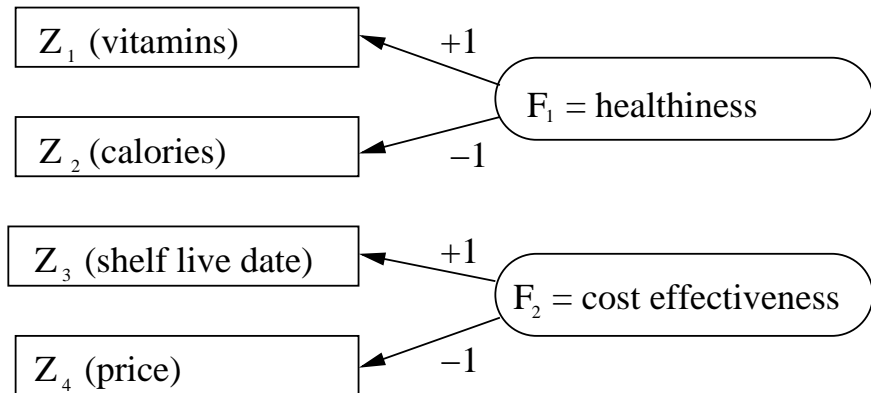 Z₁ (vitamins)
+1
F₁ = healthiness
Z₂ (calories)
−1
Z₃ (shelf live date)
+1
F₂ = cost effectiveness
Z₄ (price)
−1